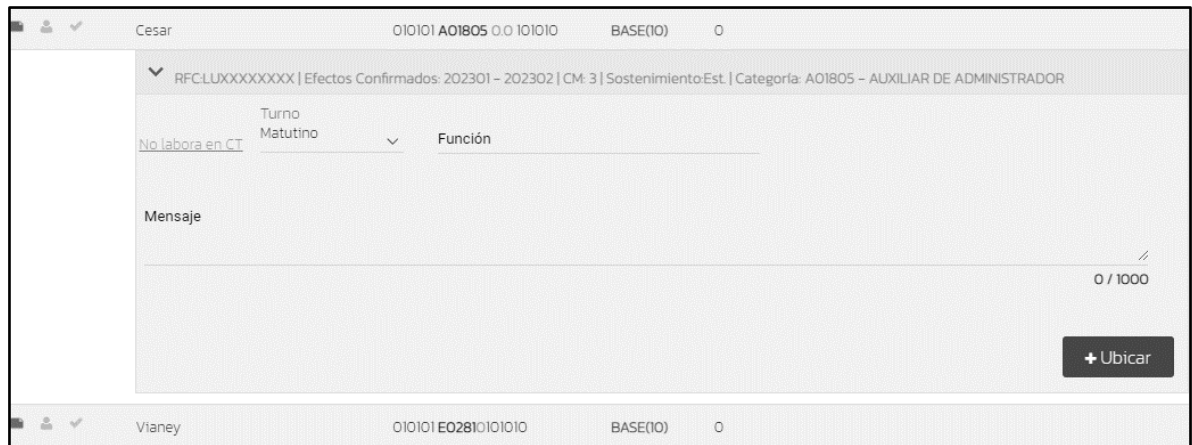 Cesar 010101 A01805 0.0 101010 BASE(10) 0
RFC:LUXXXXXXXX | Efectos Confirmados: 202301 - 202302 | CM: 3 | Sostenimiento:Est. | Categoría: A01805 - AUXILIAR DE ADMINISTRADOR
Turno
No labora en CT Matutino Función
Mensaje
0 / 1000
+ Ubicar
Vianey 010101 E02810101010 BASE(10) 0